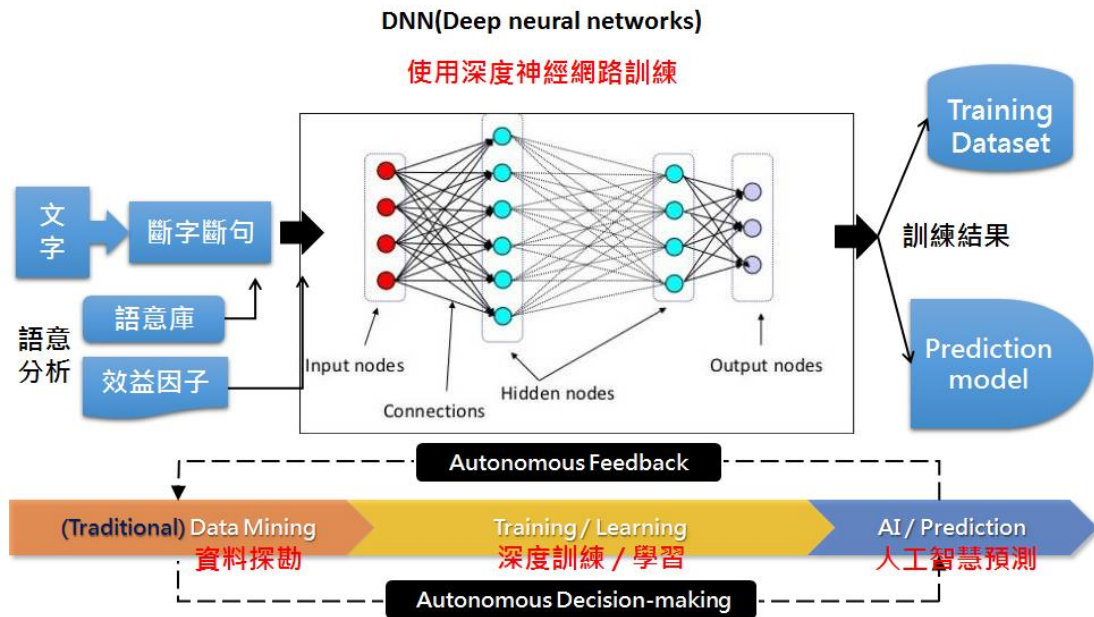 DNN(Deep neural networks)
使用深度神經網路訓練
Training
Dataset
文
字
斷字斷句
訓練結果
語意庫
語意
分析
效益因子
Input nodes
Connections
Hidden nodes
Output nodes
Prediction
model
Autonomous Feedback
(Traditional) Data Mining
Training / Learning
AI / Prediction
資料探勘
深度訓練 / 學習
人工智慧預測
Autonomous Decision-making